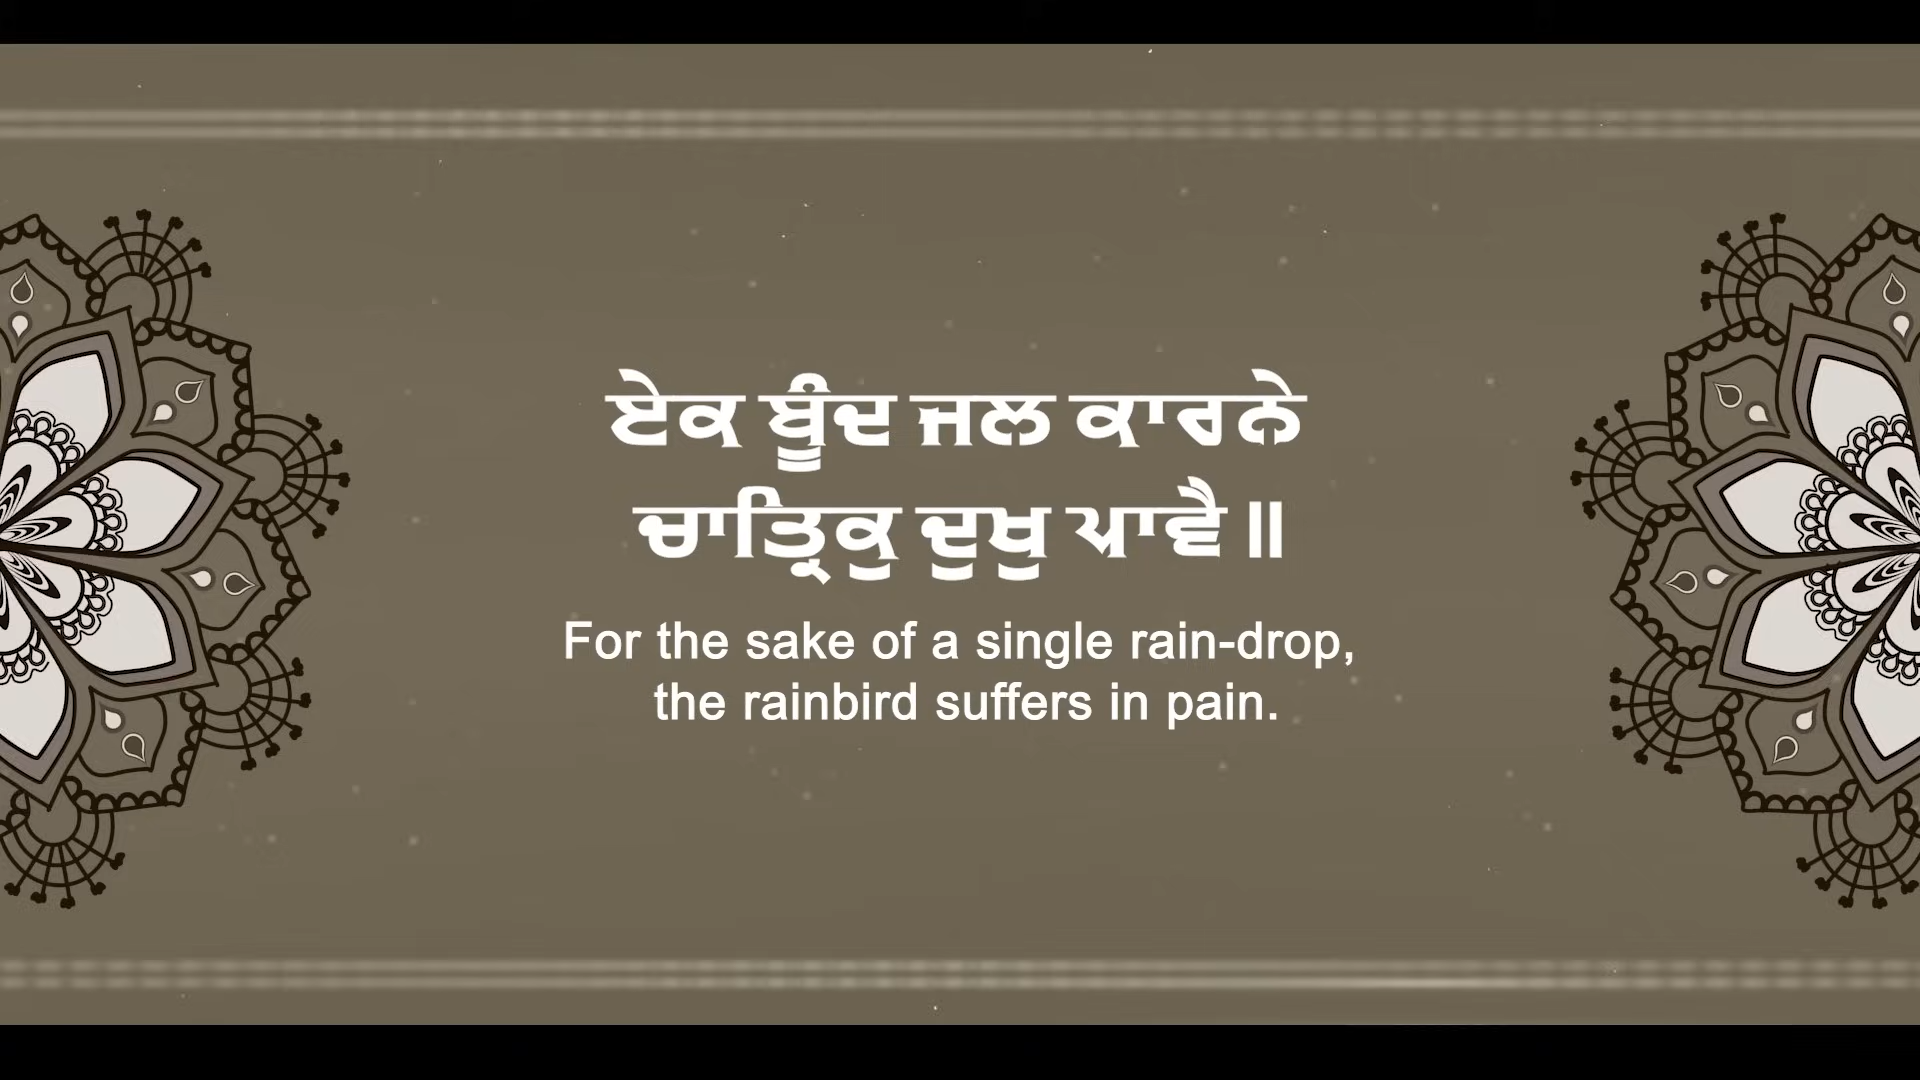 ਏਕ ਬੂੰਦ ਜਲ ਕਾਰਨੇ
ਚਾਤ੍ਰਿਕੁ ਦੁਖੁ ਪਾਵੈ॥
For the sake of a single rain-drop,
the rainbird suffers in pain.